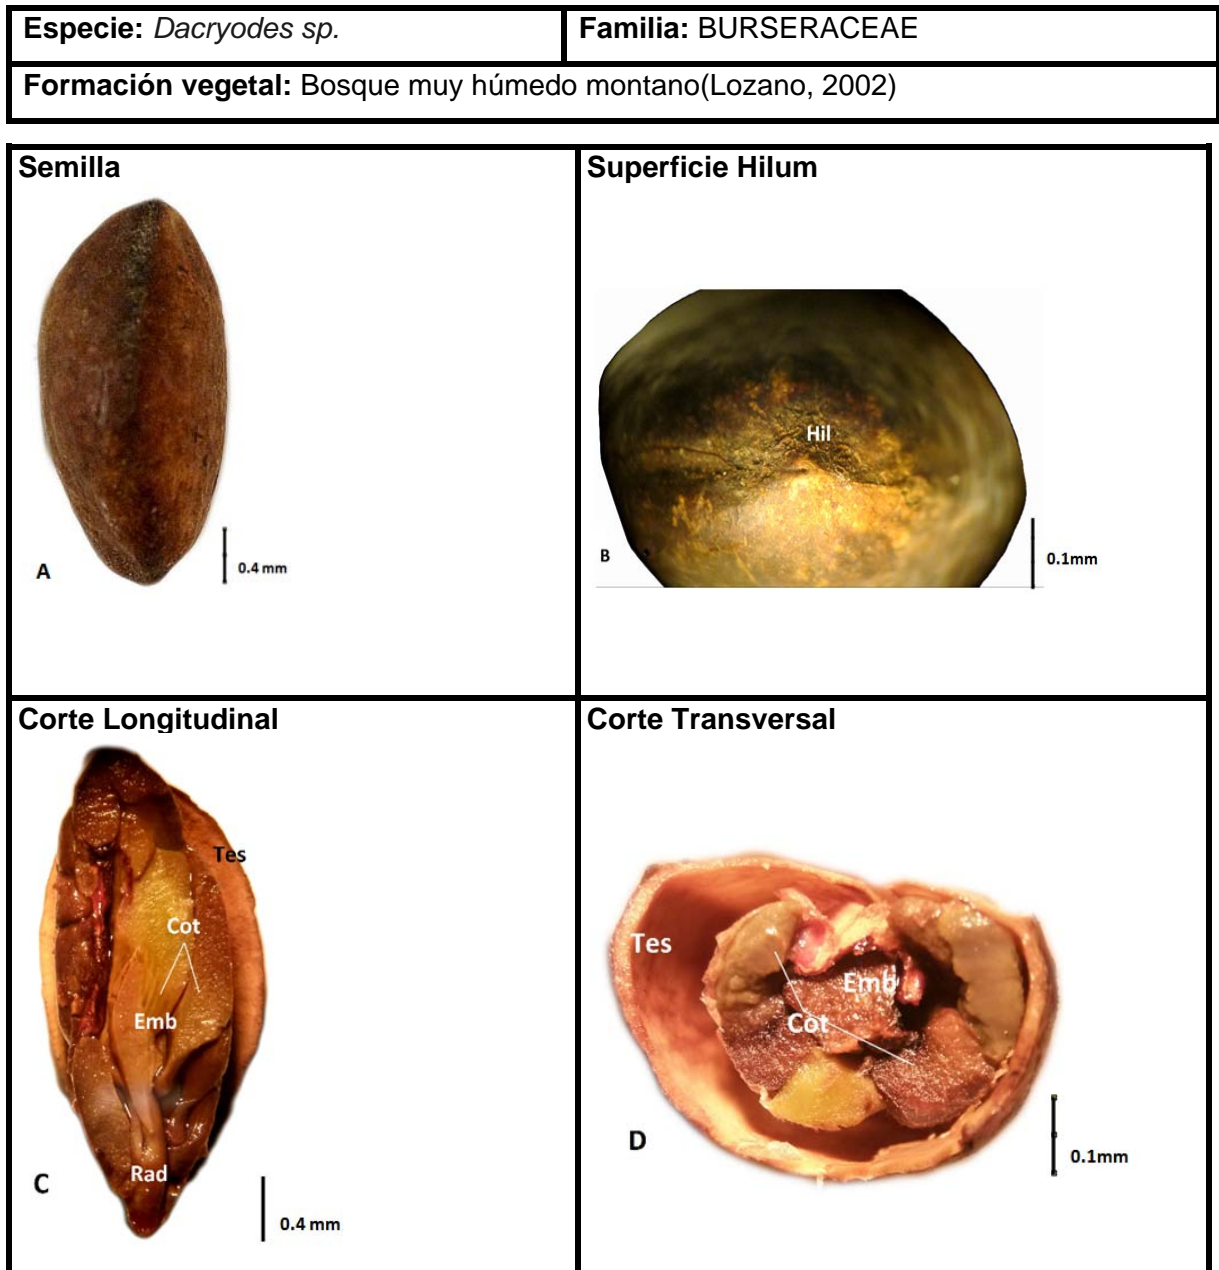 Especie: Dacryodes sp.
Familia: BURSERACEAE
Formación vegetal: Bosque muy húmedo montano(Lozano, 2002)
Semilla
A
0.4 mm
Superficie Hilum
Hil
B
0.1mm
Corte Longitudinal
Tes
Cot
Emb
Rad
C
0.4 mm
Corte Transversal
Tes
Emb
Cot
D
0.1mm